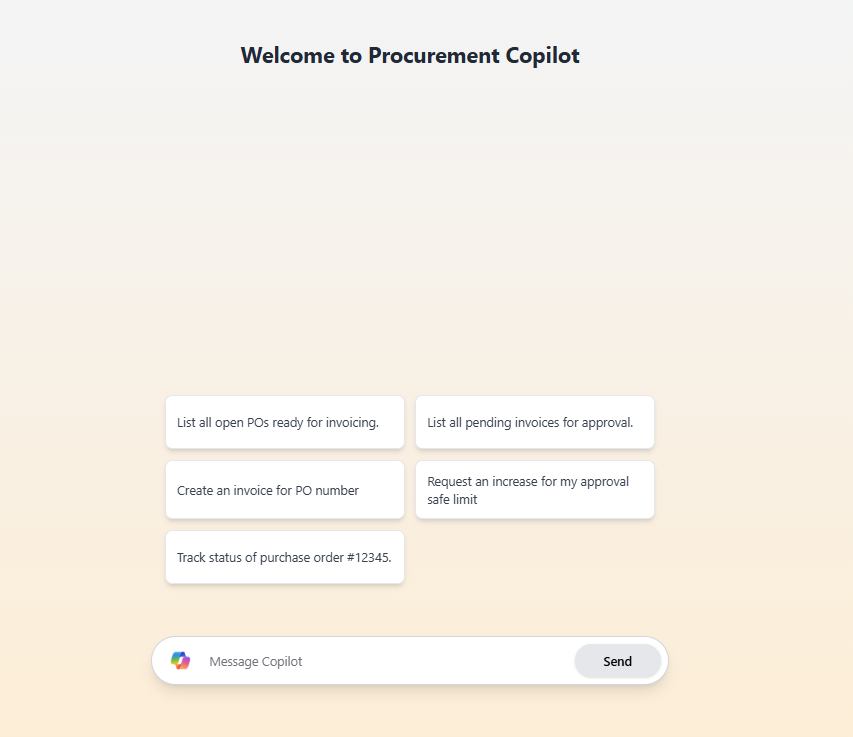 Welcome to Procurement Copilot
List all open POs ready for invoicing.
List all pending invoices for approval.
Create an invoice for PO number
Request an increase for my approval
safe limit
Track status of purchase order #12345.
Message Copilot
Send